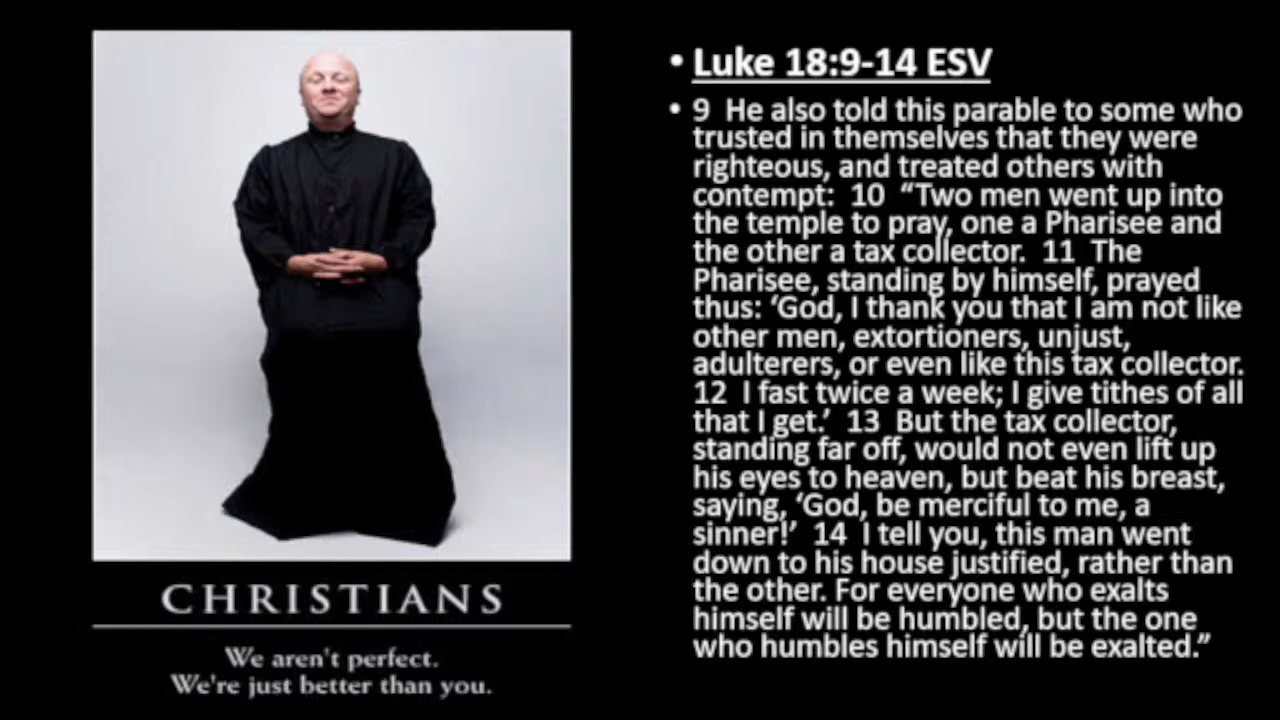 CHRISTIANS
We aren't perfect.
We're just better than you.
• Luke 18:9-14 ESV
• 9 He also told this parable to some who
trusted in themselves that they were
righteous, and treated others with
contempt: 10 “Two men went up into
the temple to pray, one a Pharisee and
the other a tax collector. 11 The
Pharisee, standing by himself, prayed
thus: ‘God, I thank you that I am not like
other men, extortioners, unjust,
adulterers, or even like this tax collector.
12 I fast twice a week; I give tithes of all
that I get.’ 13 But the tax collector,
standing far off, would not even lift up
his eyes to heaven, but beat his breast,
saying, ‘God, be merciful to me, a
sinner!’ 14 I tell you, this man went
down to his house justified, rather than
the other. For everyone who exalts
himself will be humbled, but the one
who humbles himself will be exalted.”